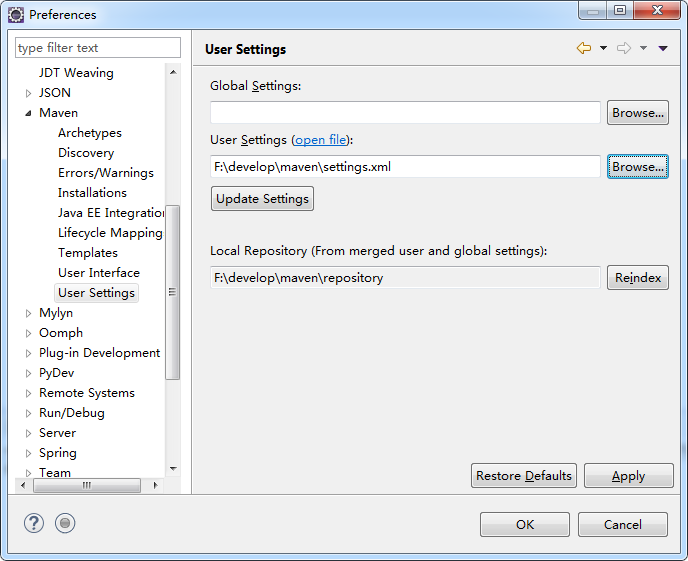 Preferences
type filter text
JDT Weaving
JSON
Maven
Archetypes
Discovery
Errors/Warnings
Installations
Java EE Integration
Lifecycle Mapping
Templates
User Interface
User Settings
Mylyn
Oomph
Plug-in Development
PyDev
Remote Systems
Run/Debug
Server
Spring
Team
User Settings
Global Settings:
Browse...
User Settings (open file):
F:\develop\maven\settings.xml
Browse...
Update Settings
Local Repository (From merged user and global settings):
F:\develop\maven\repository
Reindex
Restore Defaults
Apply
OK
Cancel